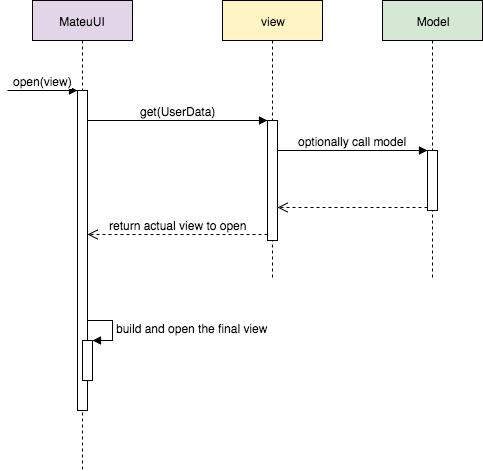 MateuUI
view
Model
open(view)
get(UserData)
optionally call model
return actual view to open
build and open the final view